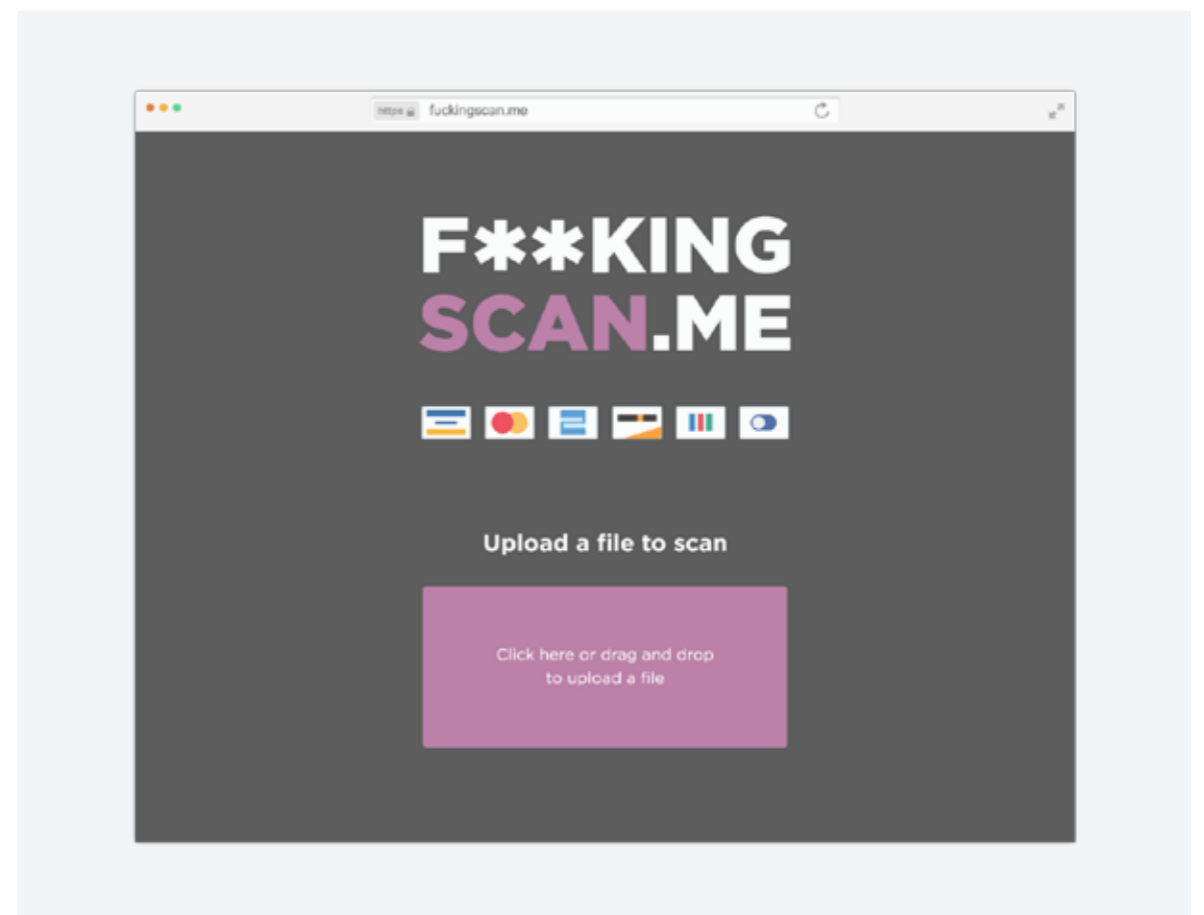 https fuckingscan.me
F**KING
SCAN.ME
Upload a file to scan
Click here or drag and drop
to upload a file